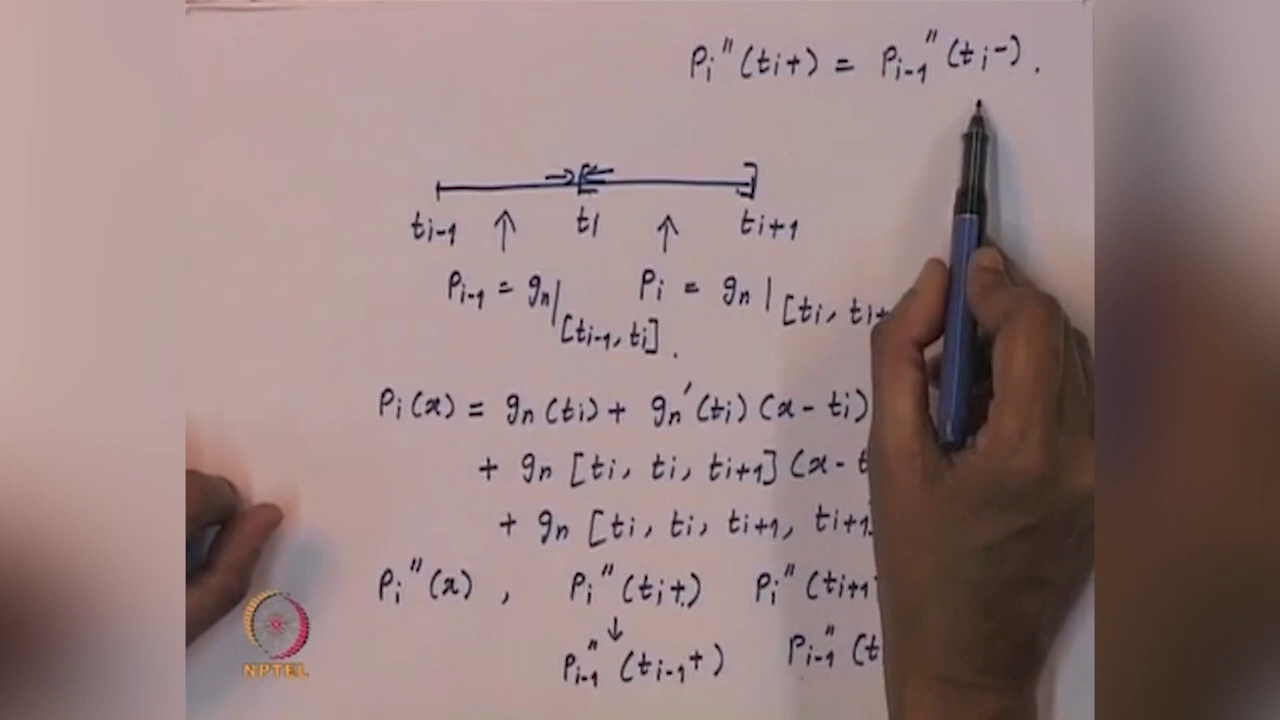 Pi″(ti+) = Pi-1″(ti-).
ti-1 ti ti+1
Pi-1 = gn|[ti-1, ti]. Pi = gn|[ti, ti+
Pi(x) = gn(ti) + gn′(ti)(x-ti)
+ gn[ti, ti, ti+1](x-
+ gn[ti, ti, ti+1, ti+1
Pi″(x), Pi″(ti+) Pi″(ti+1
↓
Pi-1″(ti-1+) Pi-1″(t
NPTEL